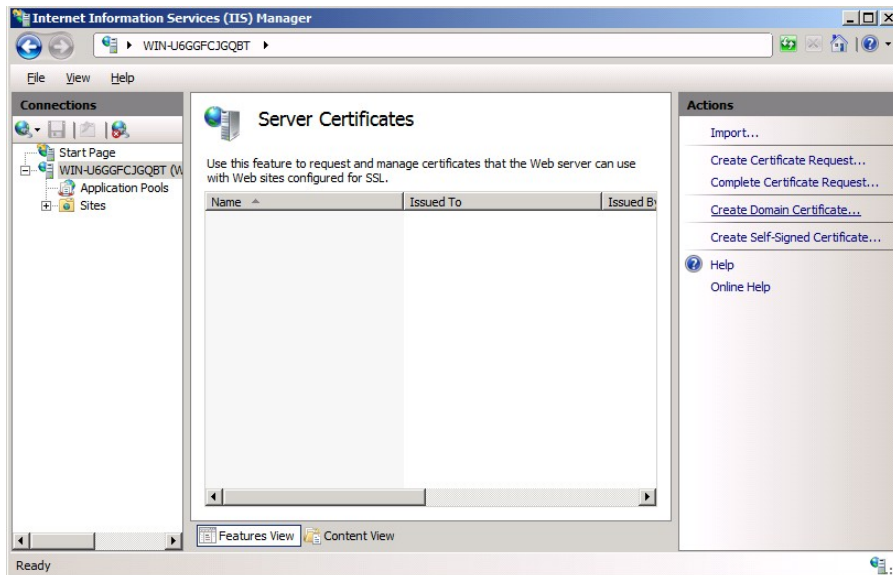 Internet Information Services (IIS) Manager
WIN-U6GGFCJGQBT
File View Help
Connections
Start Page
WIN-U6GGFCJGQBT (W
Application Pools
Sites
Server Certificates
Use this feature to request and manage certificates that the Web server can use
with Web sites configured for SSL.
Name Issued To Issued By
Features View Content View
Actions
Import...
Create Certificate Request...
Complete Certificate Request...
Create Domain Certificate...
Create Self-Signed Certificate...
Help
Online Help
Ready